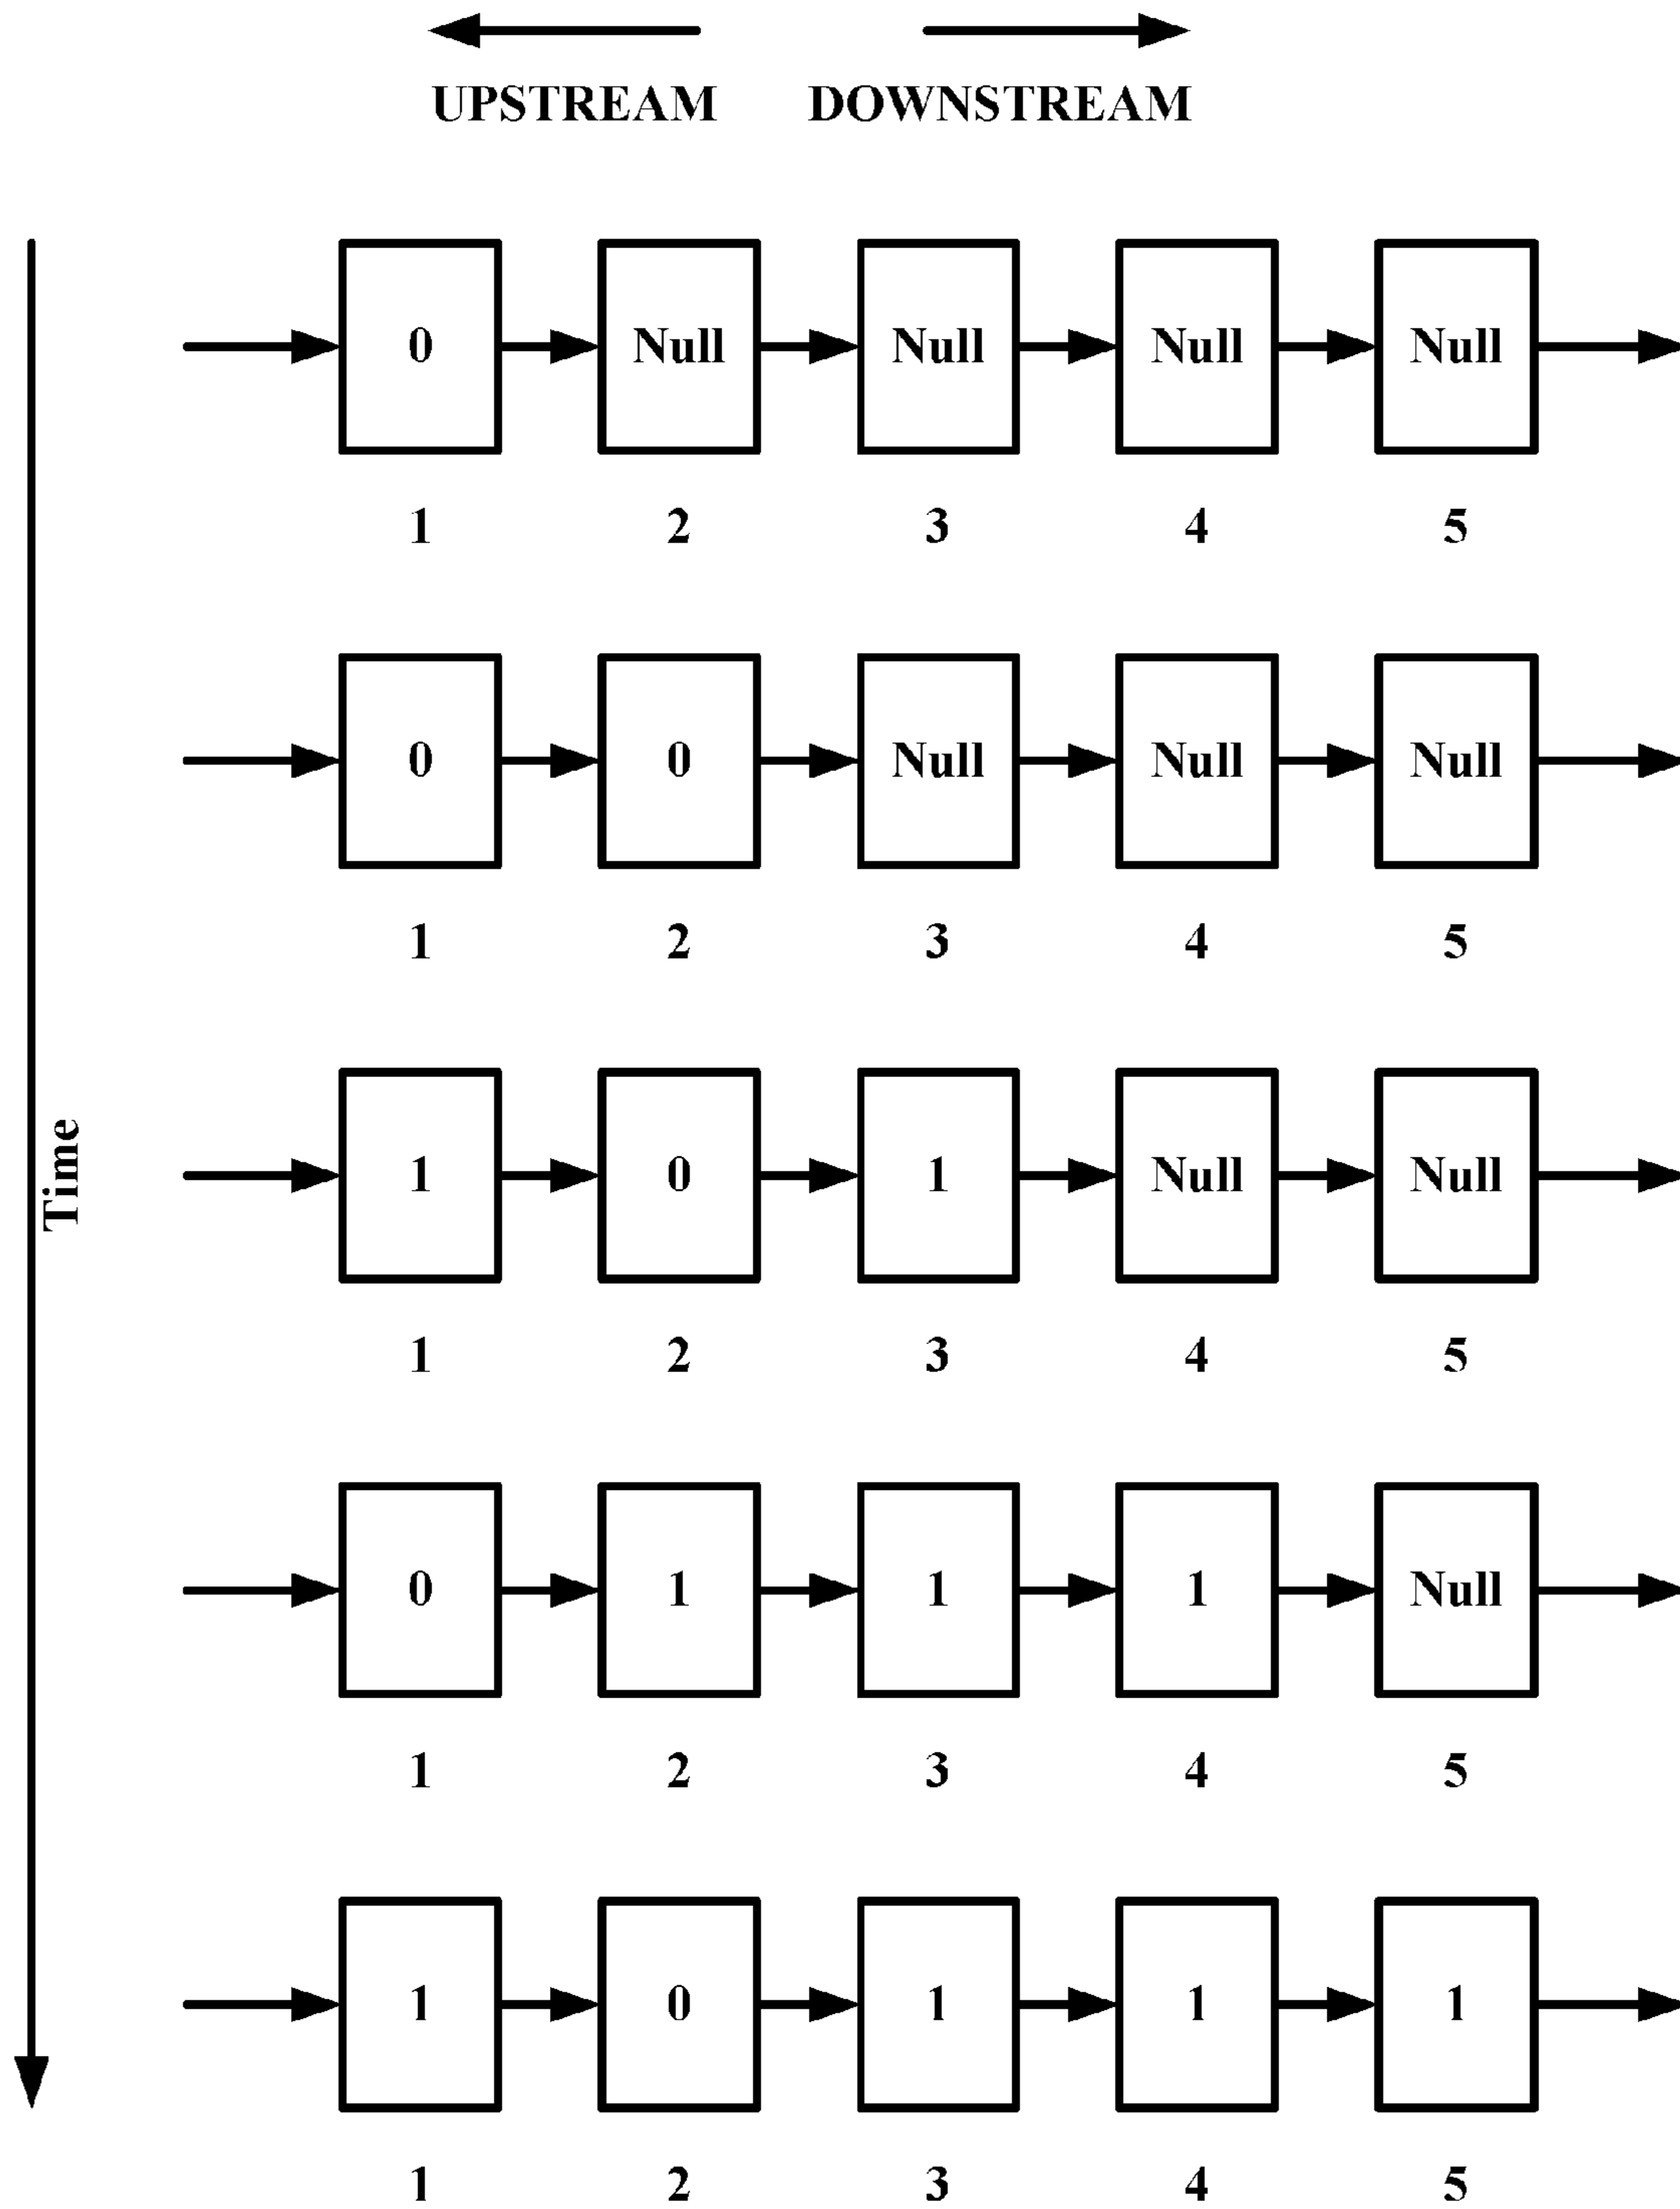 UPSTREAM DOWNSTREAM
0 Null Null Null Null
1 2 3 4 5
0 0 Null Null Null
1 2 3 4 5
Time
1 0 1 Null Null
1 2 3 4 5
0 1 1 1 Null
1 2 3 4 5
1 0 1 1 1
1 2 3 4 5